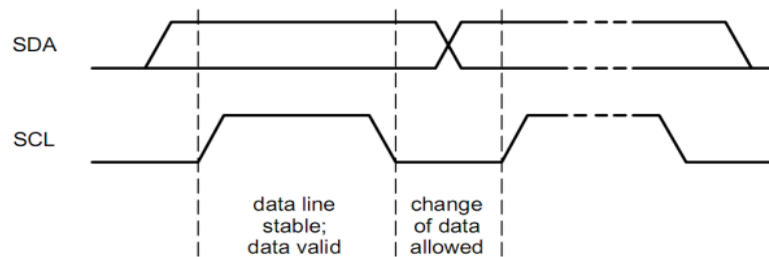 SDA
SCL
data line
stable;
data valid
change
of data
allowed